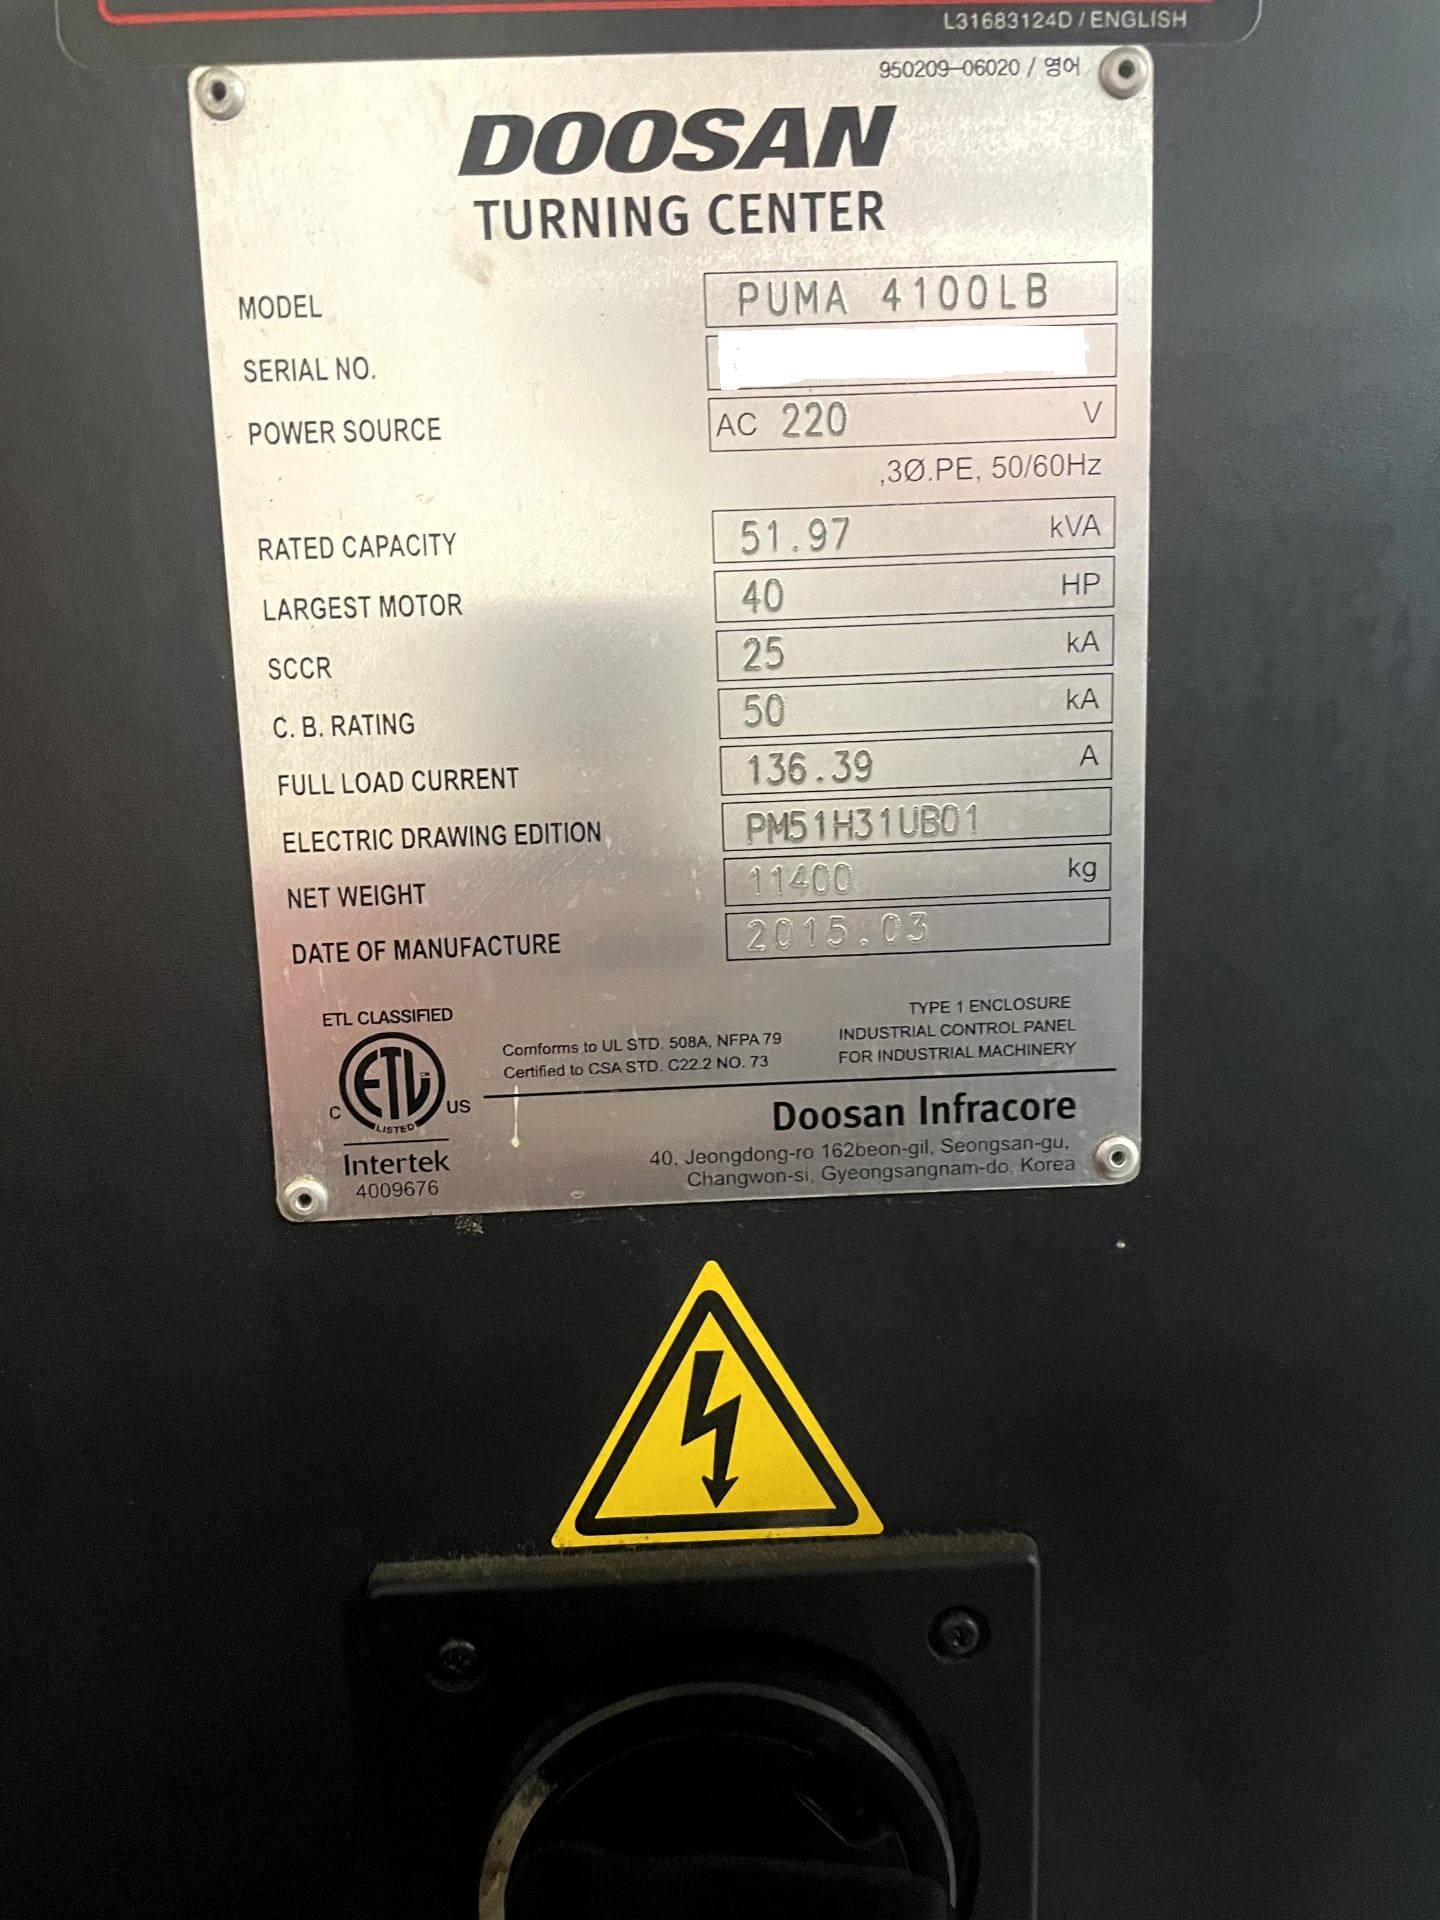 L31683124D / ENGLISH
950209-06020 / 영어
DOOSAN
TURNING CENTER
MODEL PUMA 4100LB
SERIAL NO.
POWER SOURCE AC 220 V
,3Ø.PE, 50/60Hz
RATED CAPACITY 51.97 kVA
LARGEST MOTOR 40 HP
SCCR 25 kA
C. B. RATING 50 kA
FULL LOAD CURRENT 136.39 A
ELECTRIC DRAWING EDITION PM51H31UB01
NET WEIGHT 11400 kg
DATE OF MANUFACTURE 2015.03
ETL CLASSIFIED
ETL CM
C US
LISTED
Intertek
4009676
Comforms to UL STD. 508A, NFPA 79
Certified to CSA STD. C22.2 NO. 73
TYPE 1 ENCLOSURE
INDUSTRIAL CONTROL PANEL
FOR INDUSTRIAL MACHINERY
Doosan Infracore
40, Jeongdong-ro 162beon-gil, Seongsan-gu,
Changwon-si, Gyeongsangnam-do, Korea